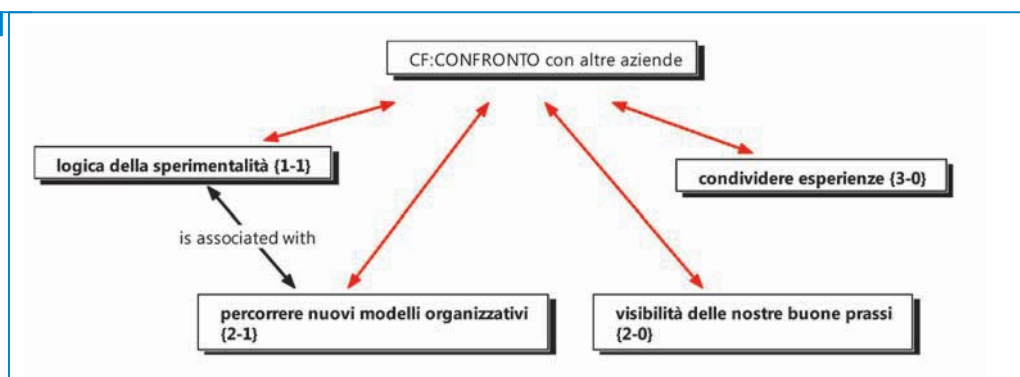 CF:CONFRONTO con altre aziende
logica della sperimentalità {1-1}
condividere esperienze {3-0}
is associated with
percorrere nuovi modelli organizzativi
{2-1}
visibilità delle nostre buone prassi
{2-0}